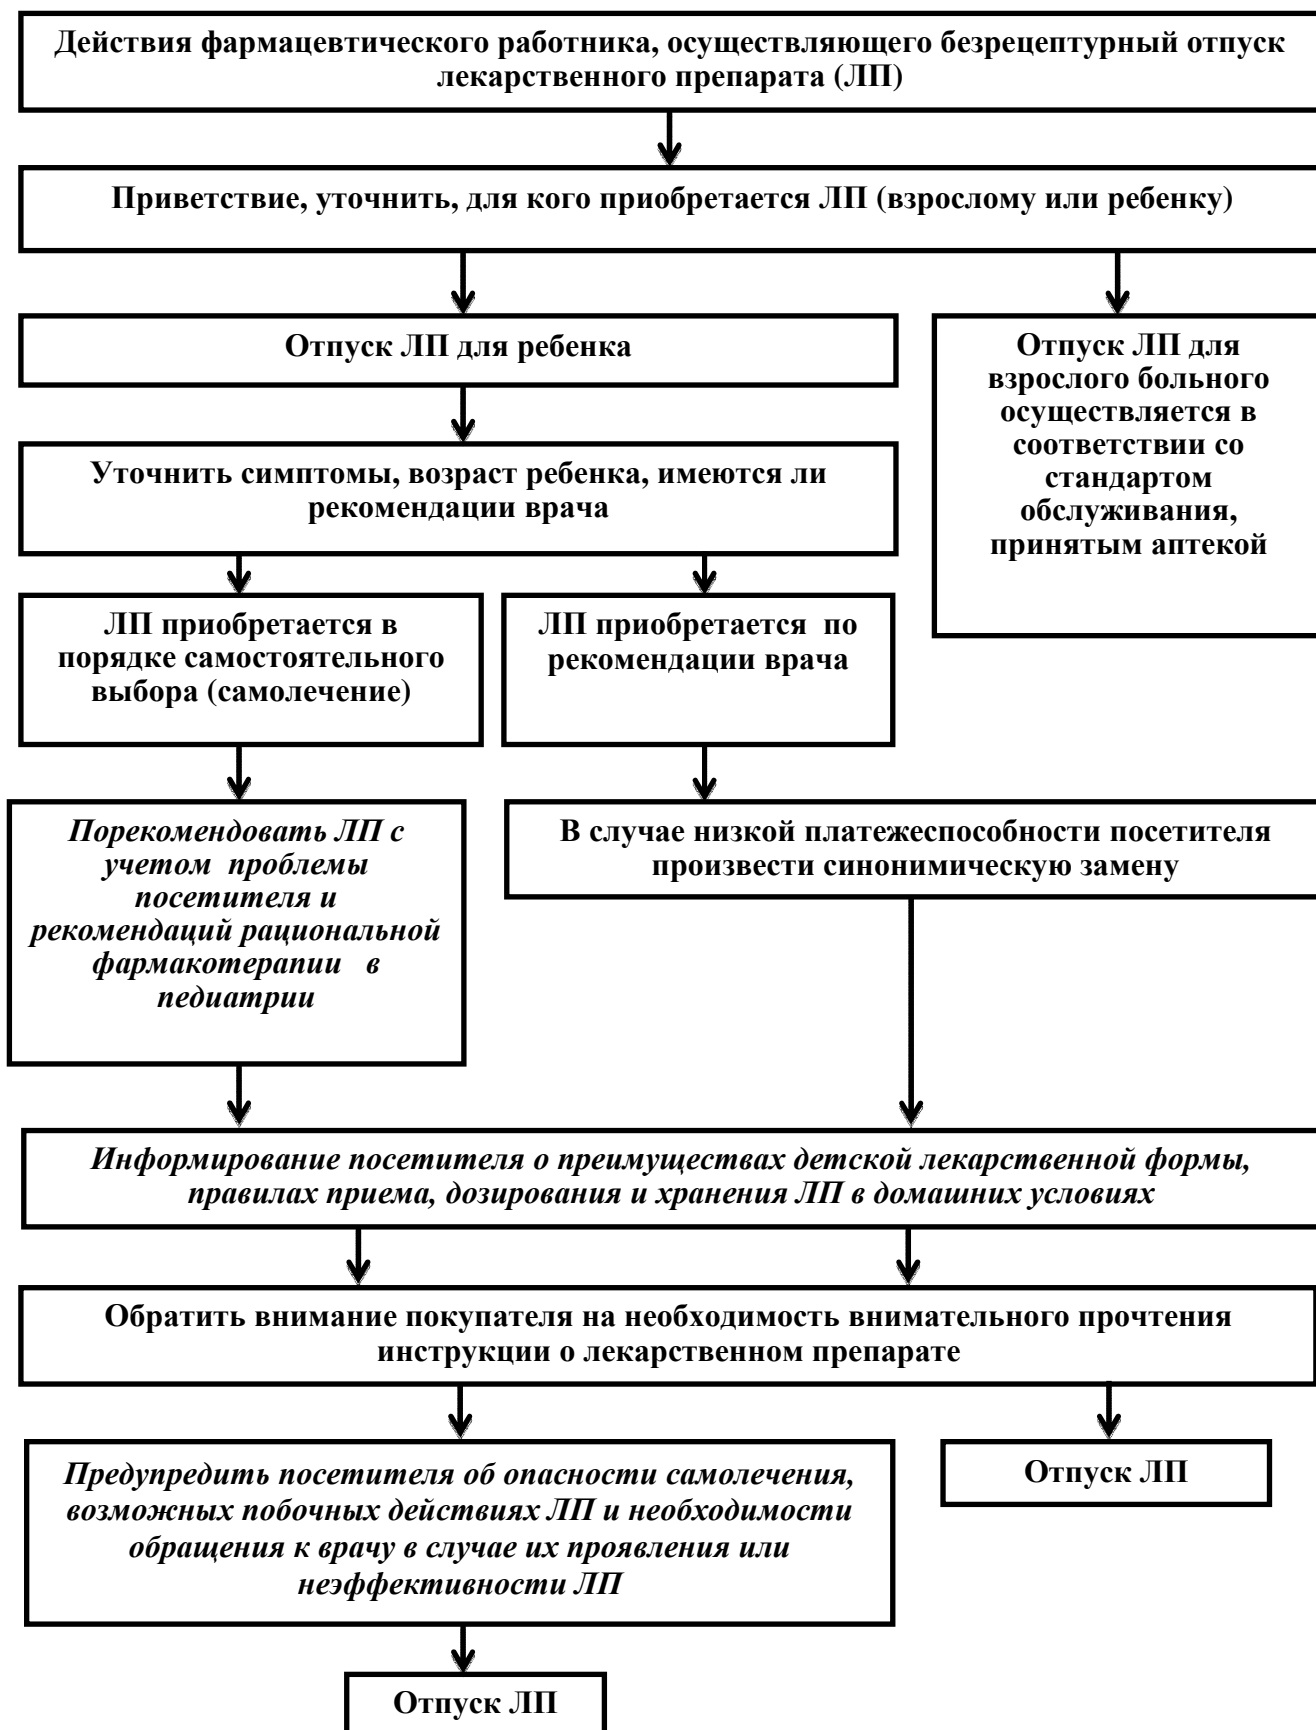 Действия фармацевтического работника, осуществляющего безрецептурный отпуск
лекарственного препарата (ЛП)
Приветствие, уточнить, для кого приобретается ЛП (взрослому или ребенку)
Отпуск ЛП для ребенка
Отпуск ЛП для
взрослого больного
осуществляется в
соответствии со
стандартом
обслуживания,
принятым аптекой
Уточнить симптомы, возраст ребенка, имеются ли
рекомендации врача
ЛП приобретается в
порядке самостоятельного
выбора (самолечение)
ЛП приобретается по
рекомендации врача
Порекомендовать ЛП с
учетом проблемы
посетителя и
рекомендаций рациональной
фармакотерапии в
педиатрии
В случае низкой платежеспособности посетителя
произвести синонимическую замену
Информирование посетителя о преимуществах детской лекарственной формы,
правилах приема, дозирования и хранения ЛП в домашних условиях
Обратить внимание покупателя на необходимость внимательного прочтения
инструкции о лекарственном препарате
Предупредить посетителя об опасности самолечения,
возможных побочных действиях ЛП и необходимости
обращения к врачу в случае их проявления или
неэффективности ЛП
Отпуск ЛП
Отпуск ЛП